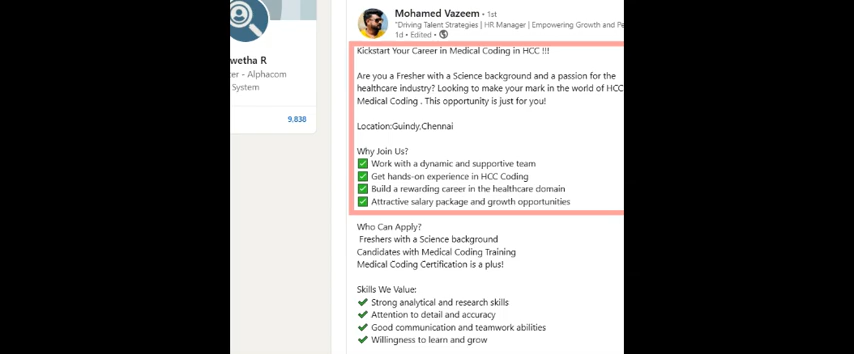 wetha R
er - Alphacom
System
9,838
Mohamed Vazeem • 1st
"Driving Talent Strategies | HR Manager | Empowering Growth and Pe
1d • Edited •
Kickstart Your Career in Medical Coding in HCC !!!
Are you a Fresher with a Science background and a passion for the
healthcare industry? Looking to make your mark in the world of HCC
Medical Coding . This opportunity is just for you!
Location:Guindy,Chennai
Why Join Us?
✅ Work with a dynamic and supportive team
✅ Get hands-on experience in HCC Coding
✅ Build a rewarding career in the healthcare domain
✅ Attractive salary package and growth opportunities
Who Can Apply?
Freshers with a Science background
Candidates with Medical Coding Training
Medical Coding Certification is a plus!
Skills We Value:
✔ Strong analytical and research skills
✔ Attention to detail and accuracy
✔ Good communication and teamwork abilities
✔ Willingness to learn and grow